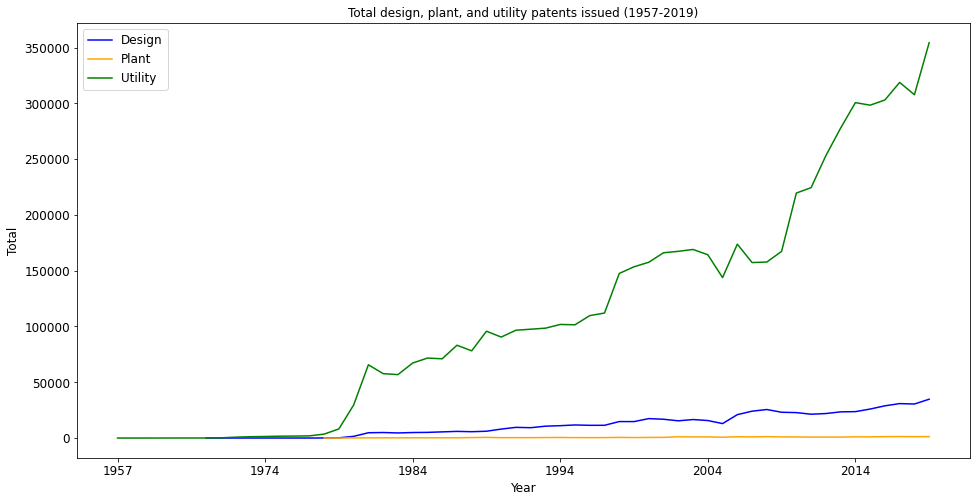 Total design, plant, and utility patents issued (1957-2019)
Design
Plant
Utility
350000
300000
250000
200000
150000
100000
50000
0
Total
1957 1974 1984 1994 2004 2014
Year